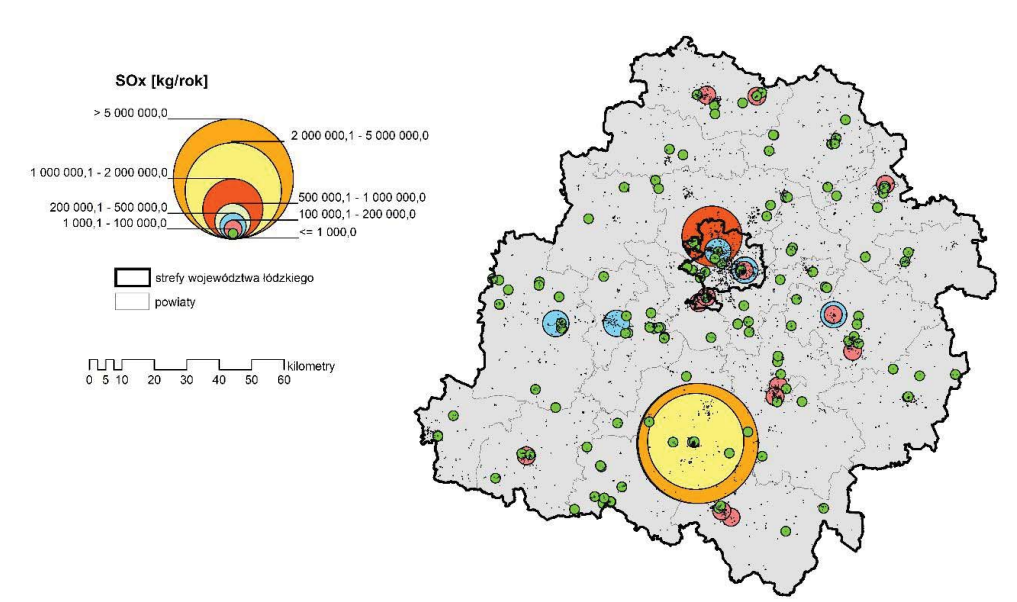 SOx [kg/rok]
> 5 000 000,0
2 000 000,1 - 5 000 000,0
1 000 000,1 - 2 000 000,0
500 000,1 - 1 000 000,0
200 000,1 - 500 000,0
100 000,1 - 200 000,0
1 000,1 - 100 000,0
<= 1 000,0
strefy województwa łódzkiego
powiaty
kilometry
0 5 10 20 30 40 50 60